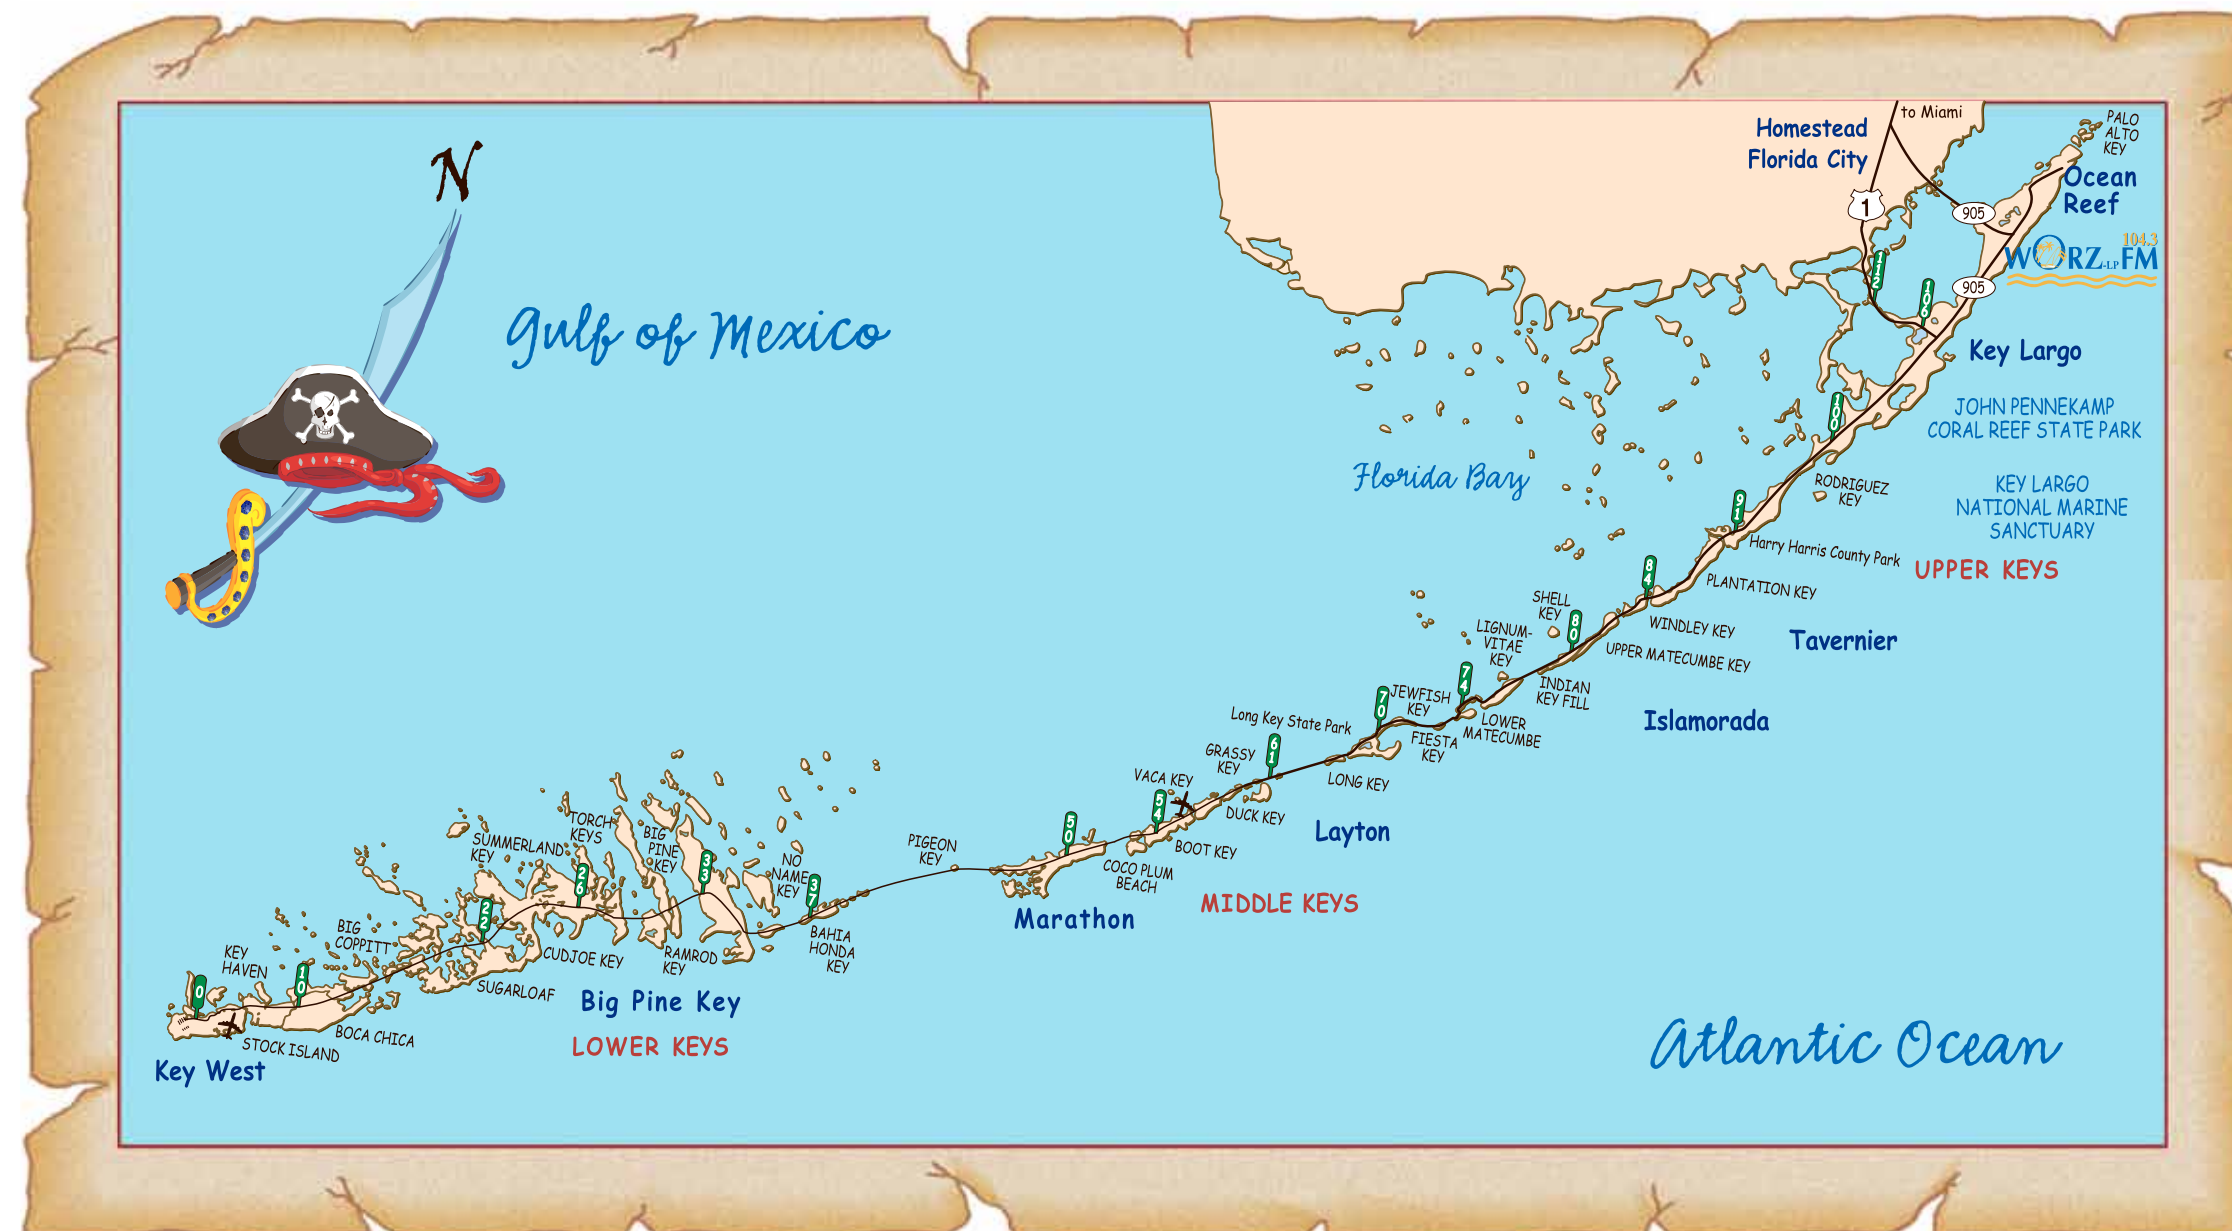 N
Gulf of Mexico
Florida Bay
Atlantic Ocean
to Miami
Homestead
Florida City
1
905
905
PALO
ALTO
KEY
Ocean
Reef
104.3
WORZ-LP FM
112
106
Key Largo
JOHN PENNEKAMP
CORAL REEF STATE PARK
KEY LARGO
NATIONAL MARINE
SANCTUARY
100
RODRIGUEZ
KEY
91
Harry Harris County Park
UPPER KEYS
PLANTATION KEY
84
WINDLEY KEY
Tavernier
SHELL
KEY
80
UPPER MATECUMBE KEY
LIGNUM-
VITAE
KEY
INDIAN
KEY FILL
Islamorada
74
LOWER
MATECUMBE
JEWFISH
KEY
70
FIESTA
KEY
Long Key State Park
LONG KEY
61
GRASSY
KEY
DUCK KEY
Layton
VACA KEY
54
BOOT KEY
COCO PLUM
BEACH
MIDDLE KEYS
50
Marathon
PIGEON
KEY
37
NO
NAME
KEY
BAHIA
HONDA
KEY
33
BIG
PINE
KEY
RAMROD
KEY
TORCH
KEYS
26
SUMMERLAND
KEY
CUDJOE KEY
22
SUGARLOAF
Big Pine Key
LOWER KEYS
BIG
COPPITT
10
BOCA CHICA
KEY
HAVEN
0
STOCK ISLAND
Key West